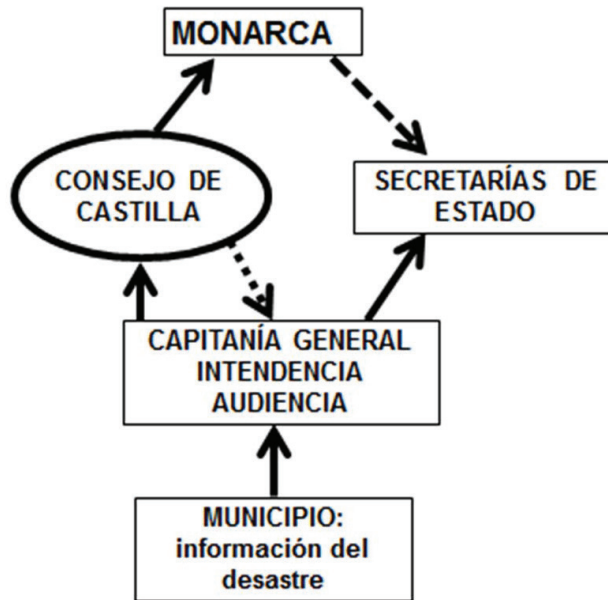 MONARCA
CONSEJO DE
CASTILLA
SECRETARÍAS DE
ESTADO
CAPITANÍA GENERAL
INTENDENCIA
AUDIENCIA
MUNICIPIO:
información del
desastre